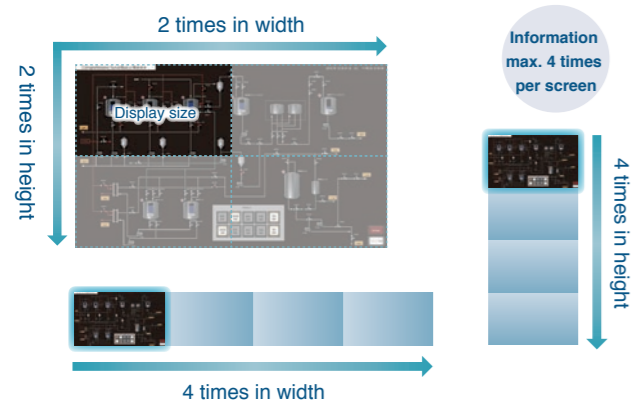 2 times in width
Information
max. 4 times
per screen
2 times in height
Display size
4 times in height
4 times in width